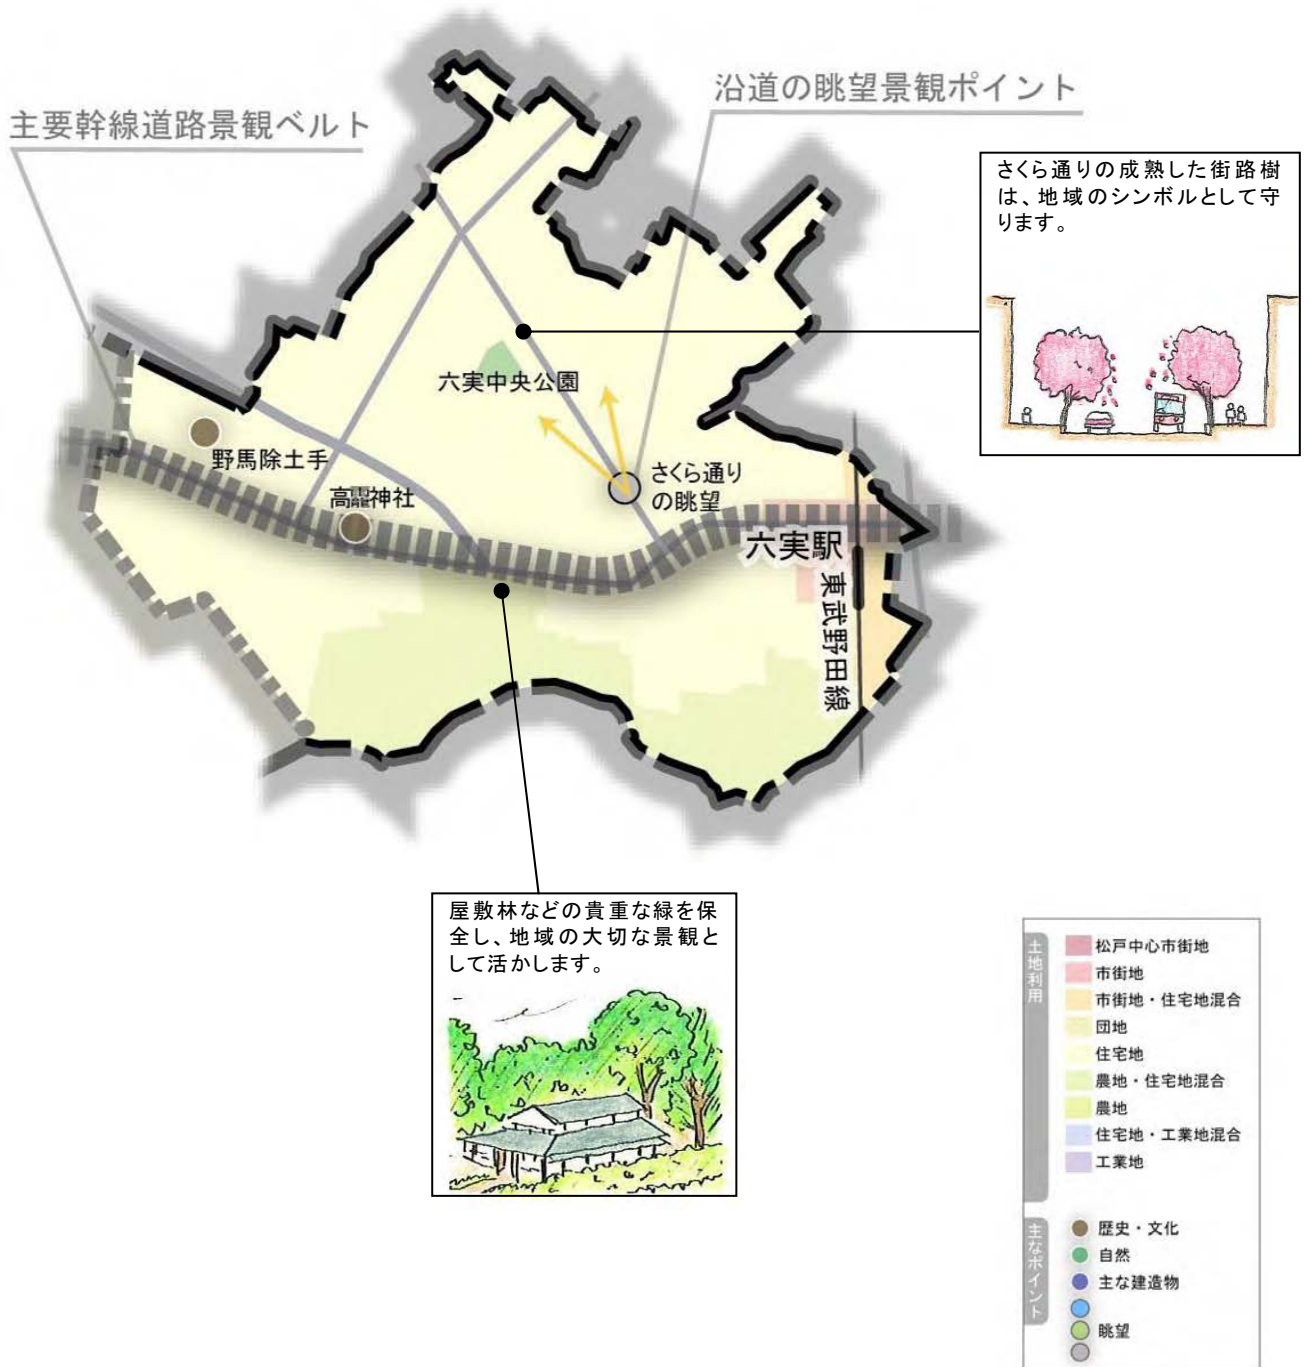 沿道の眺望景観ポイント
主要幹線道路景観ベルト
さくら通りの成熟した街路樹
は、地域のシンボルとして守
ります。
六実中央公園
野馬除土手
高龗神社
さくら通り
の眺望
六実駅
東武野田線
屋敷林などの貴重な緑を保
全し、地域の大切な景観と
して活かします。
土地利用
松戸中心市街地
市街地
市街地・住宅地混合
団地
住宅地
農地・住宅地混合
農地
住宅地・工業地混合
工業地
主なポイント
歴史・文化
自然
主な建造物
眺望